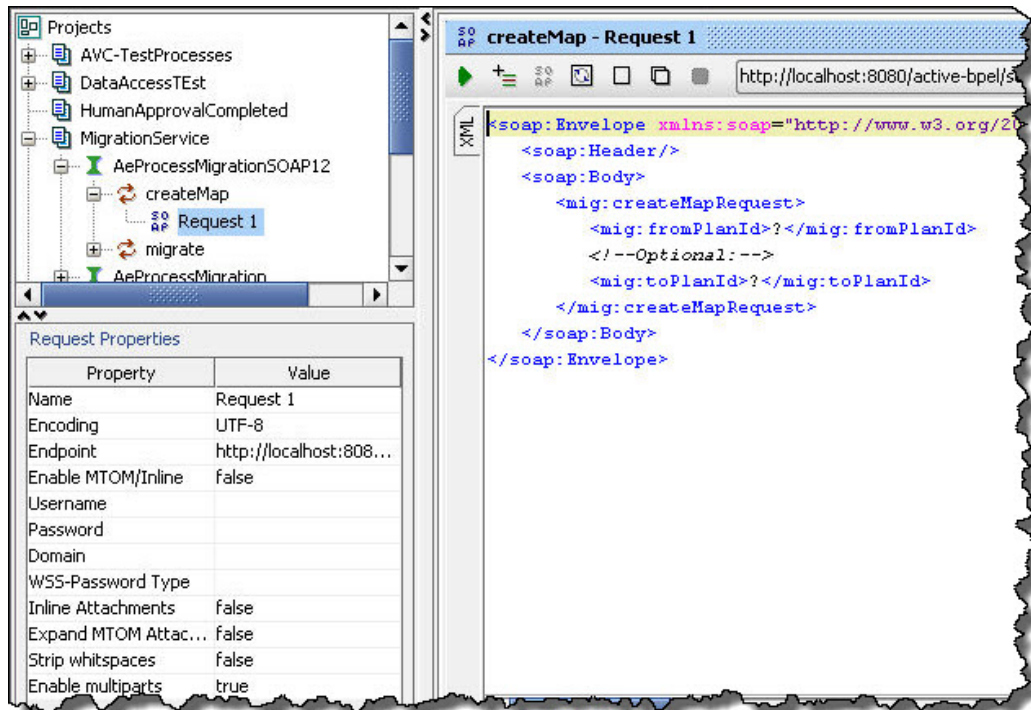 Projects
AVC-TestProcesses
DataAccessTEst
HumanApprovalCompleted
MigrationService
AeProcessMigrationSOAP12
createMap
SOAP Request 1
migrate
AeProcessMigration
Request Properties
Property Value
Name Request 1
Encoding UTF-8
Endpoint http://localhost:808...
Enable MTOM/Inline false
Username
Password
Domain
WSS-Password Type
Inline Attachments false
Expand MTOM Attac... false
Strip whitspaces false
Enable multiparts true
SOAP createMap - Request 1
SOAP http://localhost:8080/active-bpel/s
XML
<soap:Envelope xmlns:soap="http://www.w3.org/20
<soap:Header/>
<soap:Body>
<mig:createMapRequest>
<mig:fromPlanId>?</mig:fromPlanId>
<!--Optional:-->
<mig:toPlanId>?</mig:toPlanId>
</mig:createMapRequest>
</soap:Body>
</soap:Envelope>